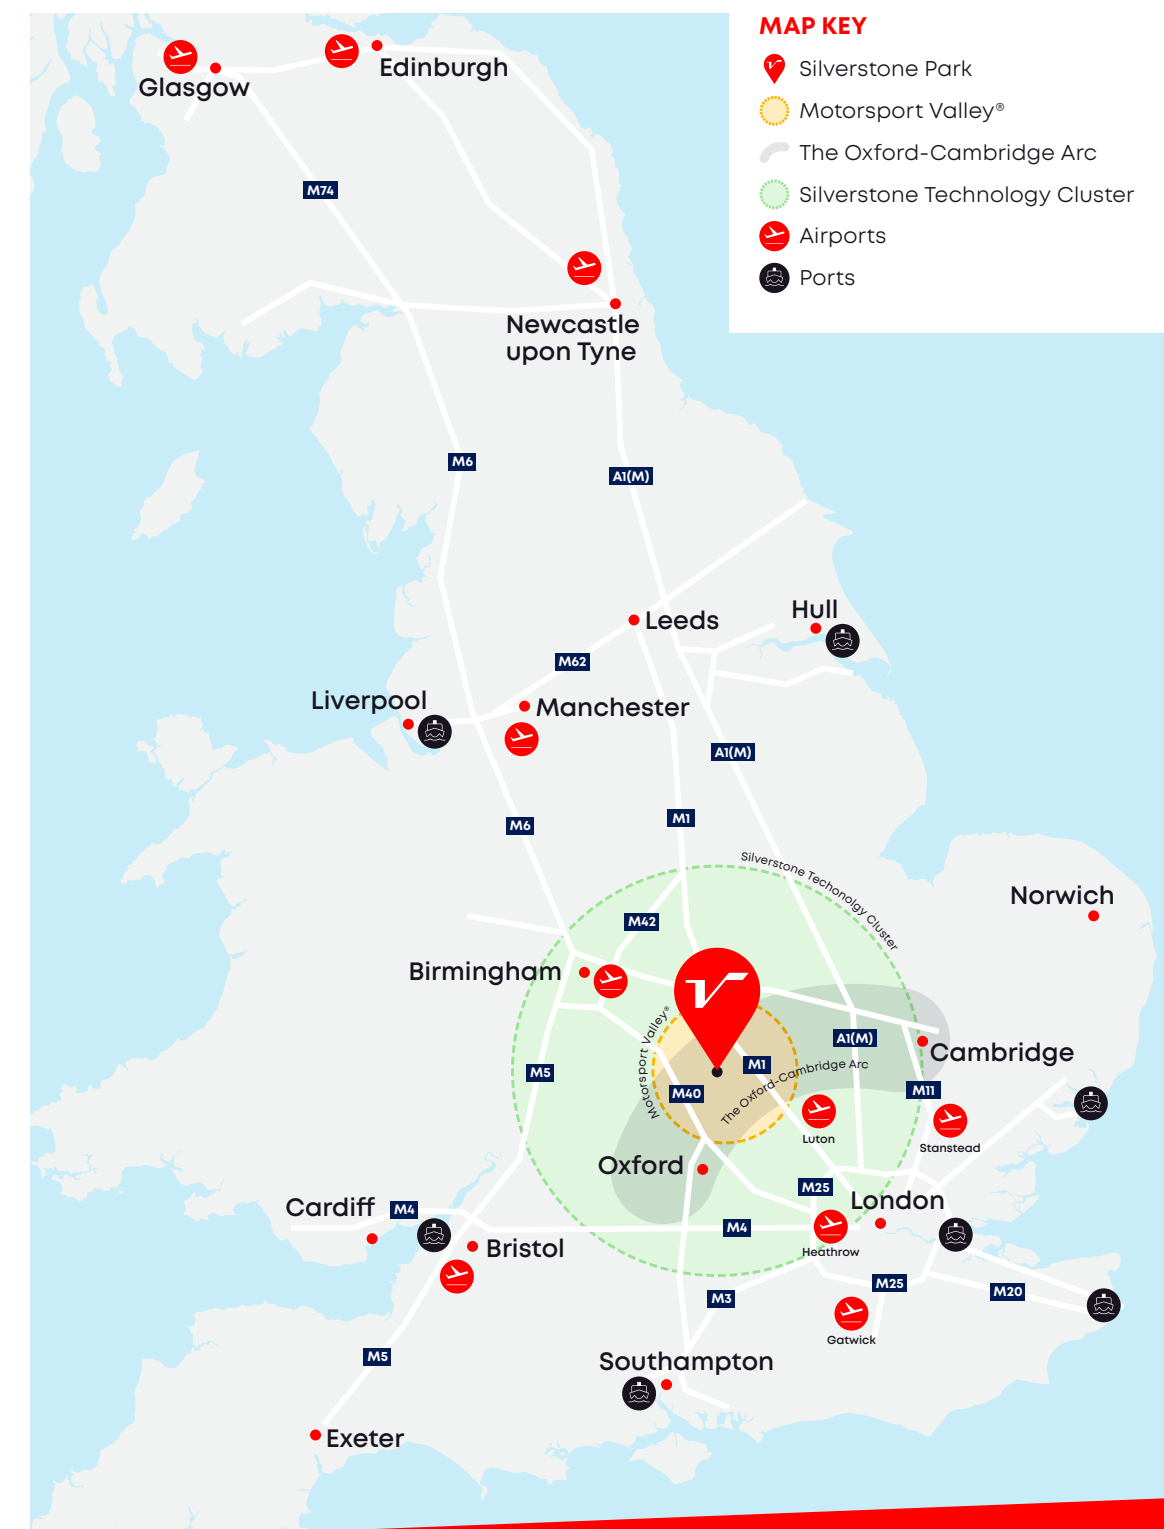 MAP KEY
Silverstone Park
Motorsport Valley®
The Oxford-Cambridge Arc
Silverstone Technology Cluster
Airports
Ports
Glasgow
Edinburgh
M74
Newcastle
upon Tyne
M6
A1(M)
Leeds
Hull
M62
Liverpool
Manchester
A1(M)
M6
M1
Silverstone Techonolgy Cluster
Norwich
M42
Birmingham
Motorsport Valley®
A1(M)
Cambridge
M5
M1
The Oxford-Cambridge Arc
M40
M11
Luton
Stanstead
Oxford
M25
London
Cardiff
M4
M4
Bristol
Heathrow
M25
M20
M3
Gatwick
M5
Southampton
Exeter